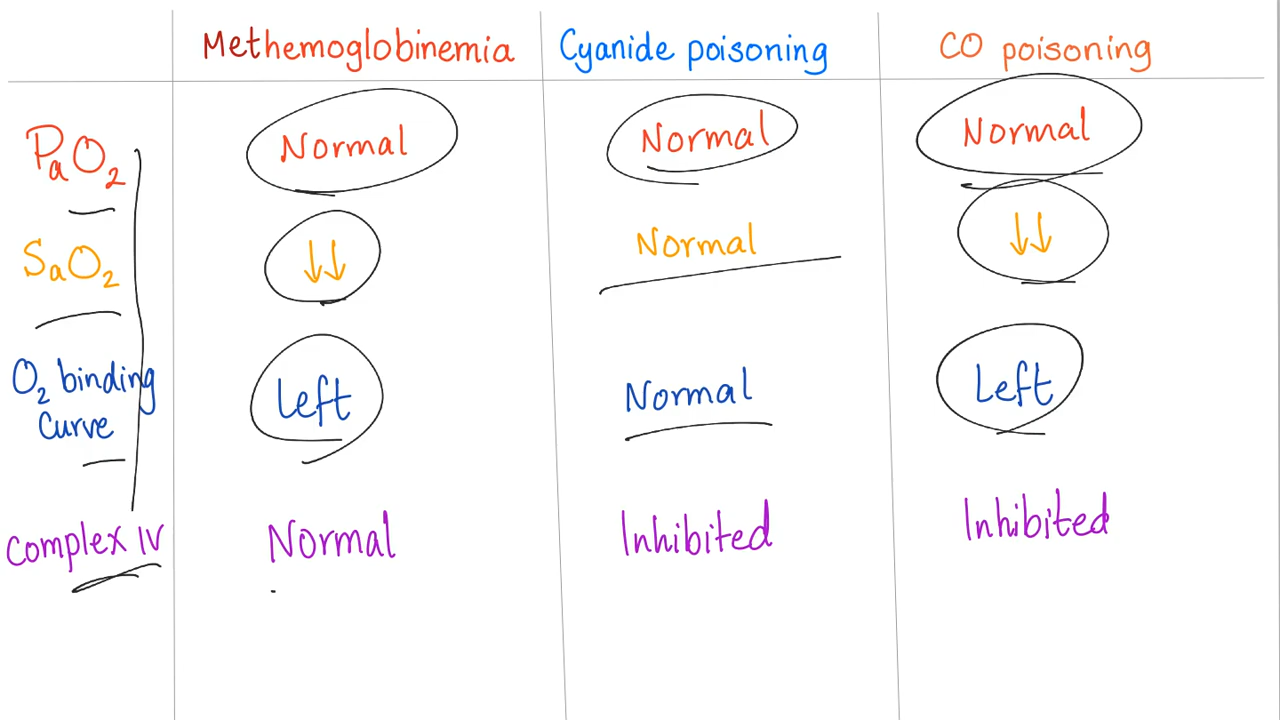 Methemoglobinemia Cyanide poisoning CO poisoning
PaO2 Normal Normal Normal
SaO2 ↓↓ Normal ↓↓
O2 binding Curve Left Normal Left
Complex IV Normal Inhibited Inhibited